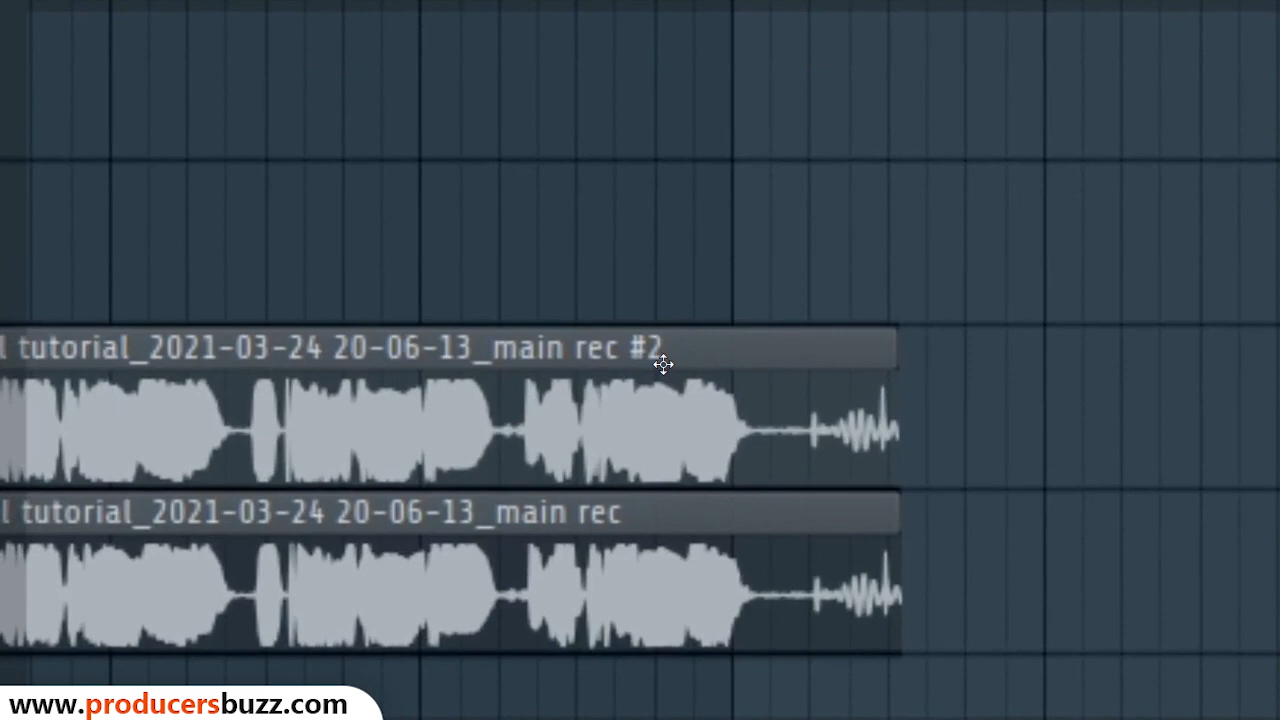 l tutorial_2021-03-24 20-06-13_main rec #2
l tutorial_2021-03-24 20-06-13_main rec
www.producersbuzz.com